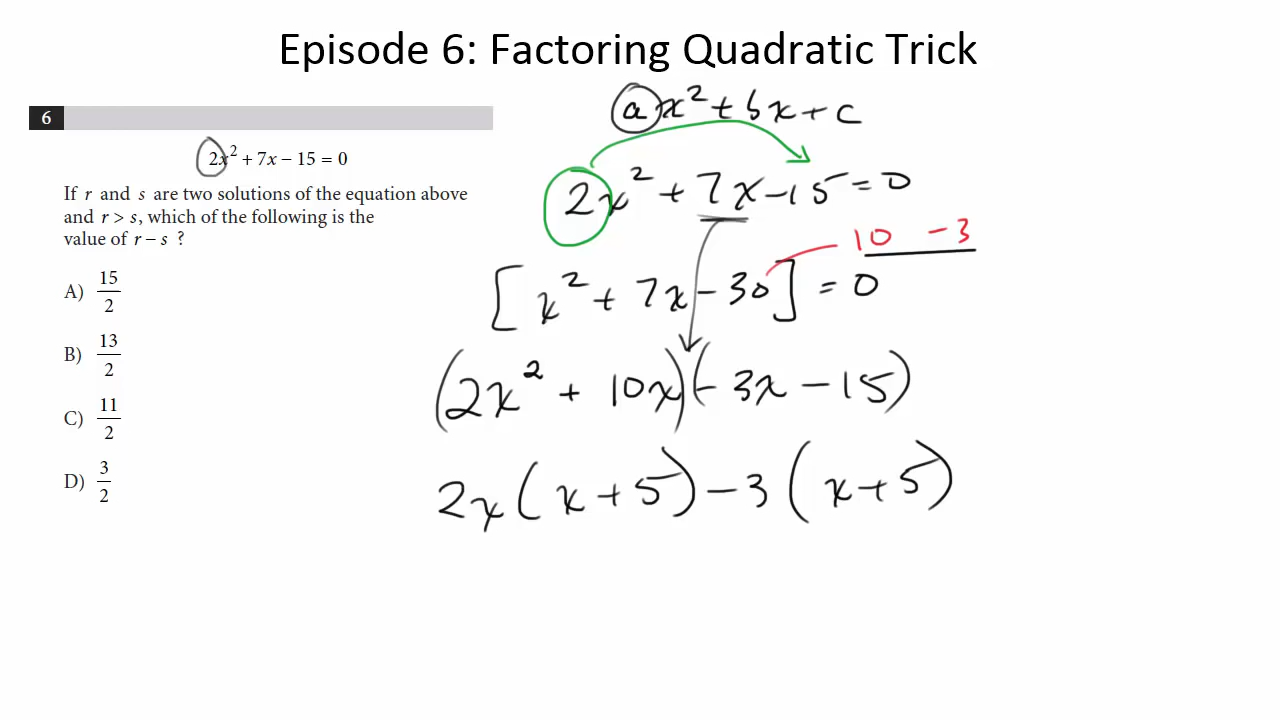 Episode 6: Factoring Quadratic Trick
6
2x² + 7x − 15 = 0
If r and s are two solutions of the equation above
and r > s, which of the following is the
value of r − s ?
A) 15/2
B) 13/2
C) 11/2
D) 3/2
ax² + bx + c
2x² + 7x − 15 = 0
10 −3
[x² + 7x − 30] = 0
(2x² + 10x)(− 3x − 15)
2x(x + 5) − 3(x + 5)